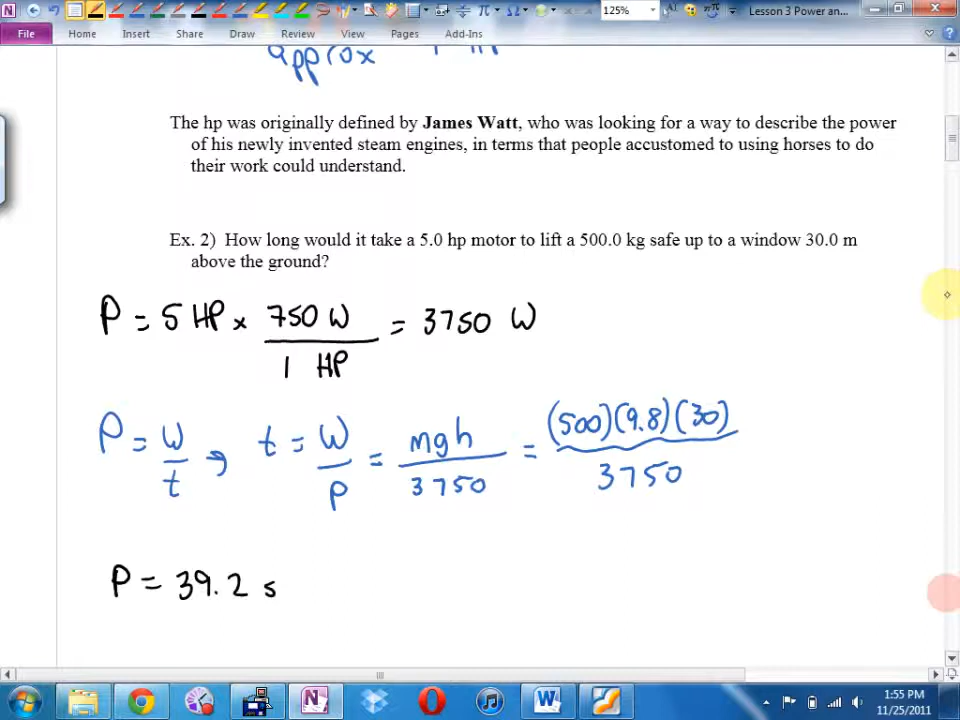 125%
Lesson 3 Power an...
File Home Insert Share Draw Review View Pages Add-Ins
approx 1 HP
The hp was originally defined by James Watt, who was looking for a way to describe the power
of his newly invented steam engines, in terms that people accustomed to using horses to do
their work could understand.
Ex. 2) How long would it take a 5.0 hp motor to lift a 500.0 kg safe up to a window 30.0 m
above the ground?
P = 5 HP × 750 W / 1 HP = 3750 W
P = W / t → t = W / P = mgh / 3750 = (500)(9.8)(30) / 3750
P = 39.2 s
1:55 PM
11/25/2011